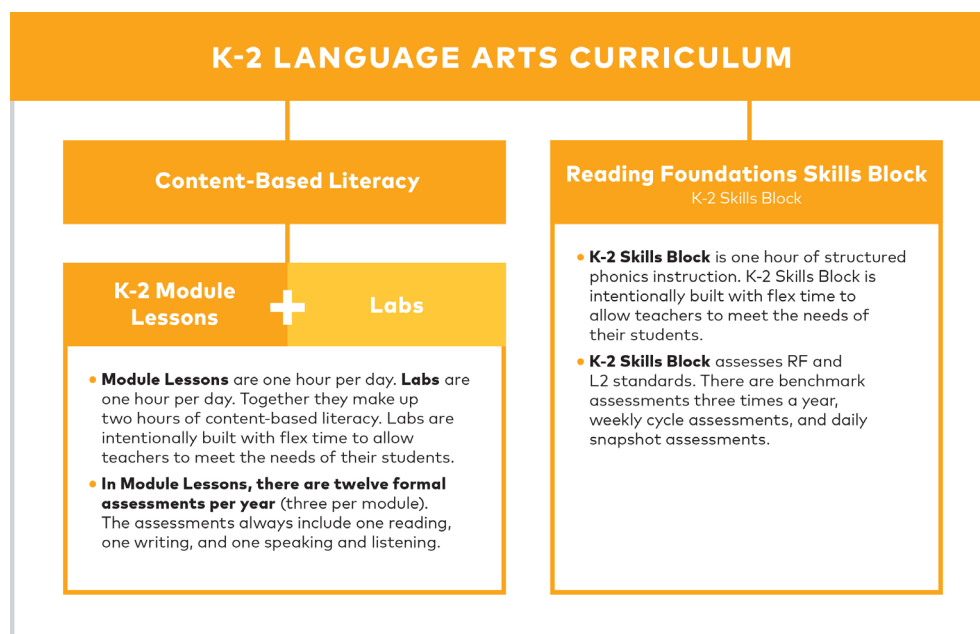 K-2 LANGUAGE ARTS CURRICULUM
Content-Based Literacy
K-2 Module
Lessons
+
Labs
• Module Lessons are one hour per day. Labs are
one hour per day. Together they make up
two hours of content-based literacy. Labs are
intentionally built with flex time to allow
teachers to meet the needs of their students.
• In Module Lessons, there are twelve formal
assessments per year (three per module).
The assessments always include one reading,
one writing, and one speaking and listening.
Reading Foundations Skills Block
K-2 Skills Block
• K-2 Skills Block is one hour of structured
phonics instruction. K-2 Skills Block is
intentionally built with flex time to
allow teachers to meet the needs of
their students.
• K-2 Skills Block assesses RF and
L2 standards. There are benchmark
assessments three times a year,
weekly cycle assessments, and daily
snapshot assessments.